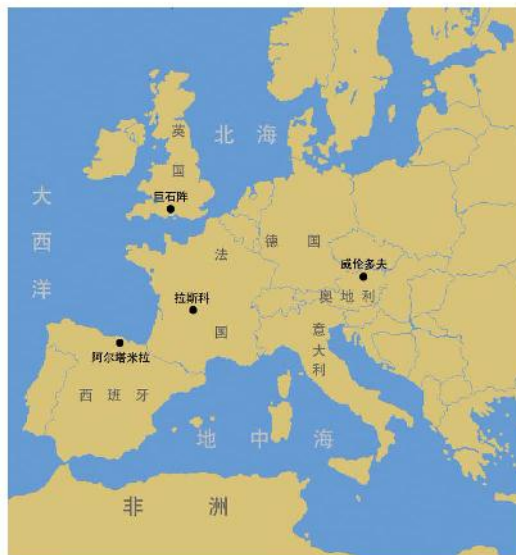 英国
北海
大西洋
巨石阵
法国
德国
威伦多夫
拉斯科
奥地利
意大利
阿尔塔米拉
西班牙
地中海
非洲